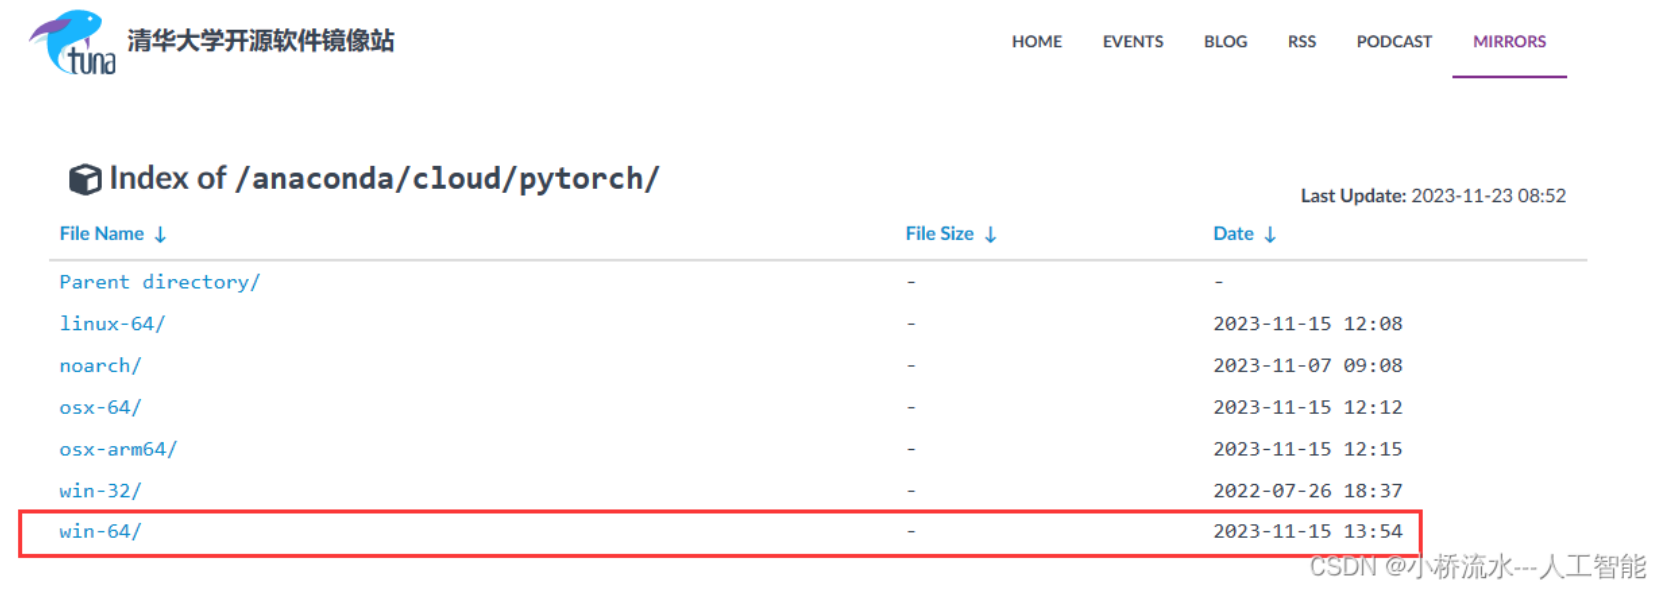 tuna 清华大学开源软件镜像站 HOME EVENTS BLOG RSS PODCAST MIRRORS
Index of /anaconda/cloud/pytorch/
Last Update: 2023-11-23 08:52
File Name ↓ File Size ↓ Date ↓
Parent directory/ - -
linux-64/ - 2023-11-15 12:08
noarch/ - 2023-11-07 09:08
osx-64/ - 2023-11-15 12:12
osx-arm64/ - 2023-11-15 12:15
win-32/ - 2022-07-26 18:37
win-64/ - 2023-11-15 13:54
CSDN @小桥流水---人工智能